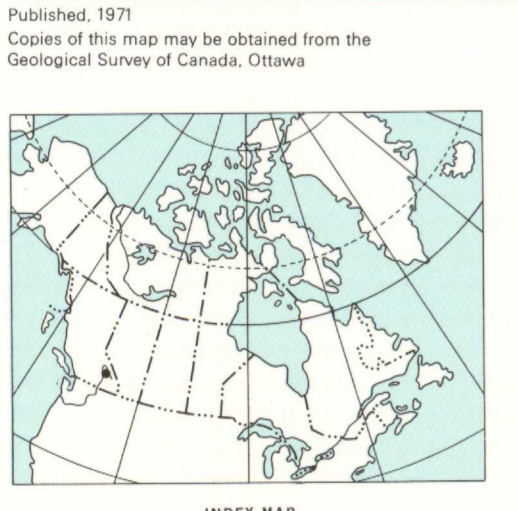 Published, 1971
Copies of this map may be obtained from the
Geological Survey of Canada, Ottawa
INDEX MAP